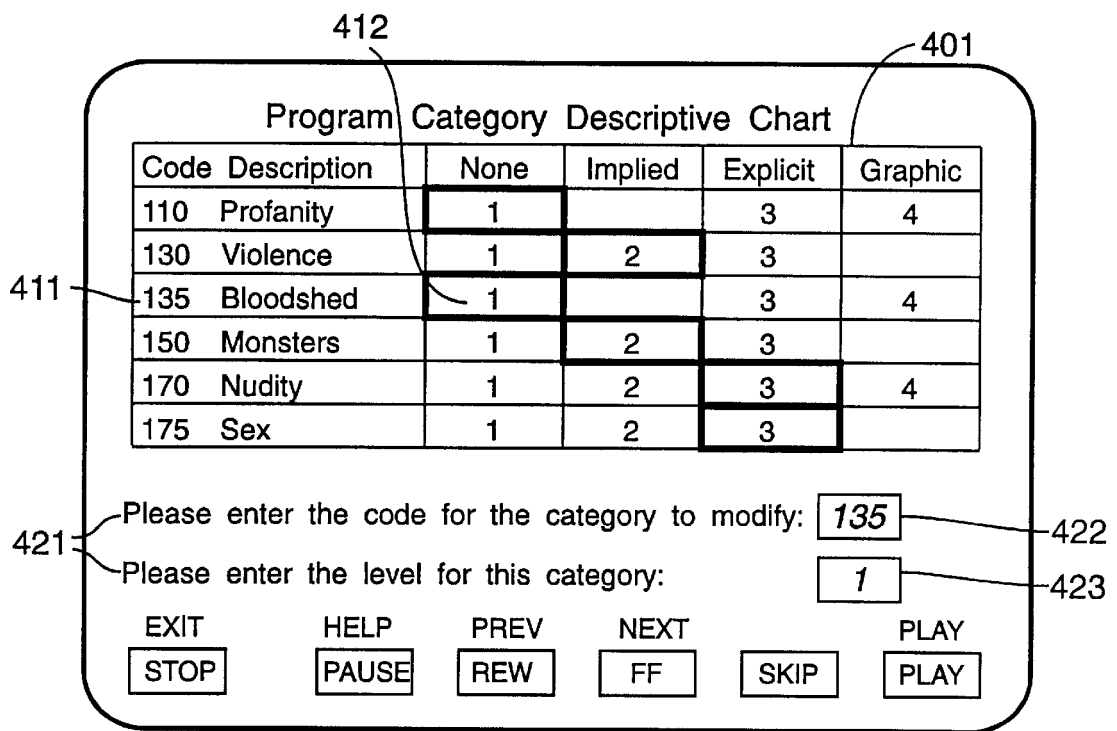 412
401
Program Category Descriptive Chart
Code Description None Implied Explicit Graphic
110 Profanity 1 3 4
130 Violence 1 2 3
411 135 Bloodshed 1 3 4
150 Monsters 1 2 3
170 Nudity 1 2 3 4
175 Sex 1 2 3
Please enter the code for the category to modify: 135 422
421
Please enter the level for this category: 1 423
EXIT HELP PREV NEXT PLAY
STOP PAUSE REW FF SKIP PLAY